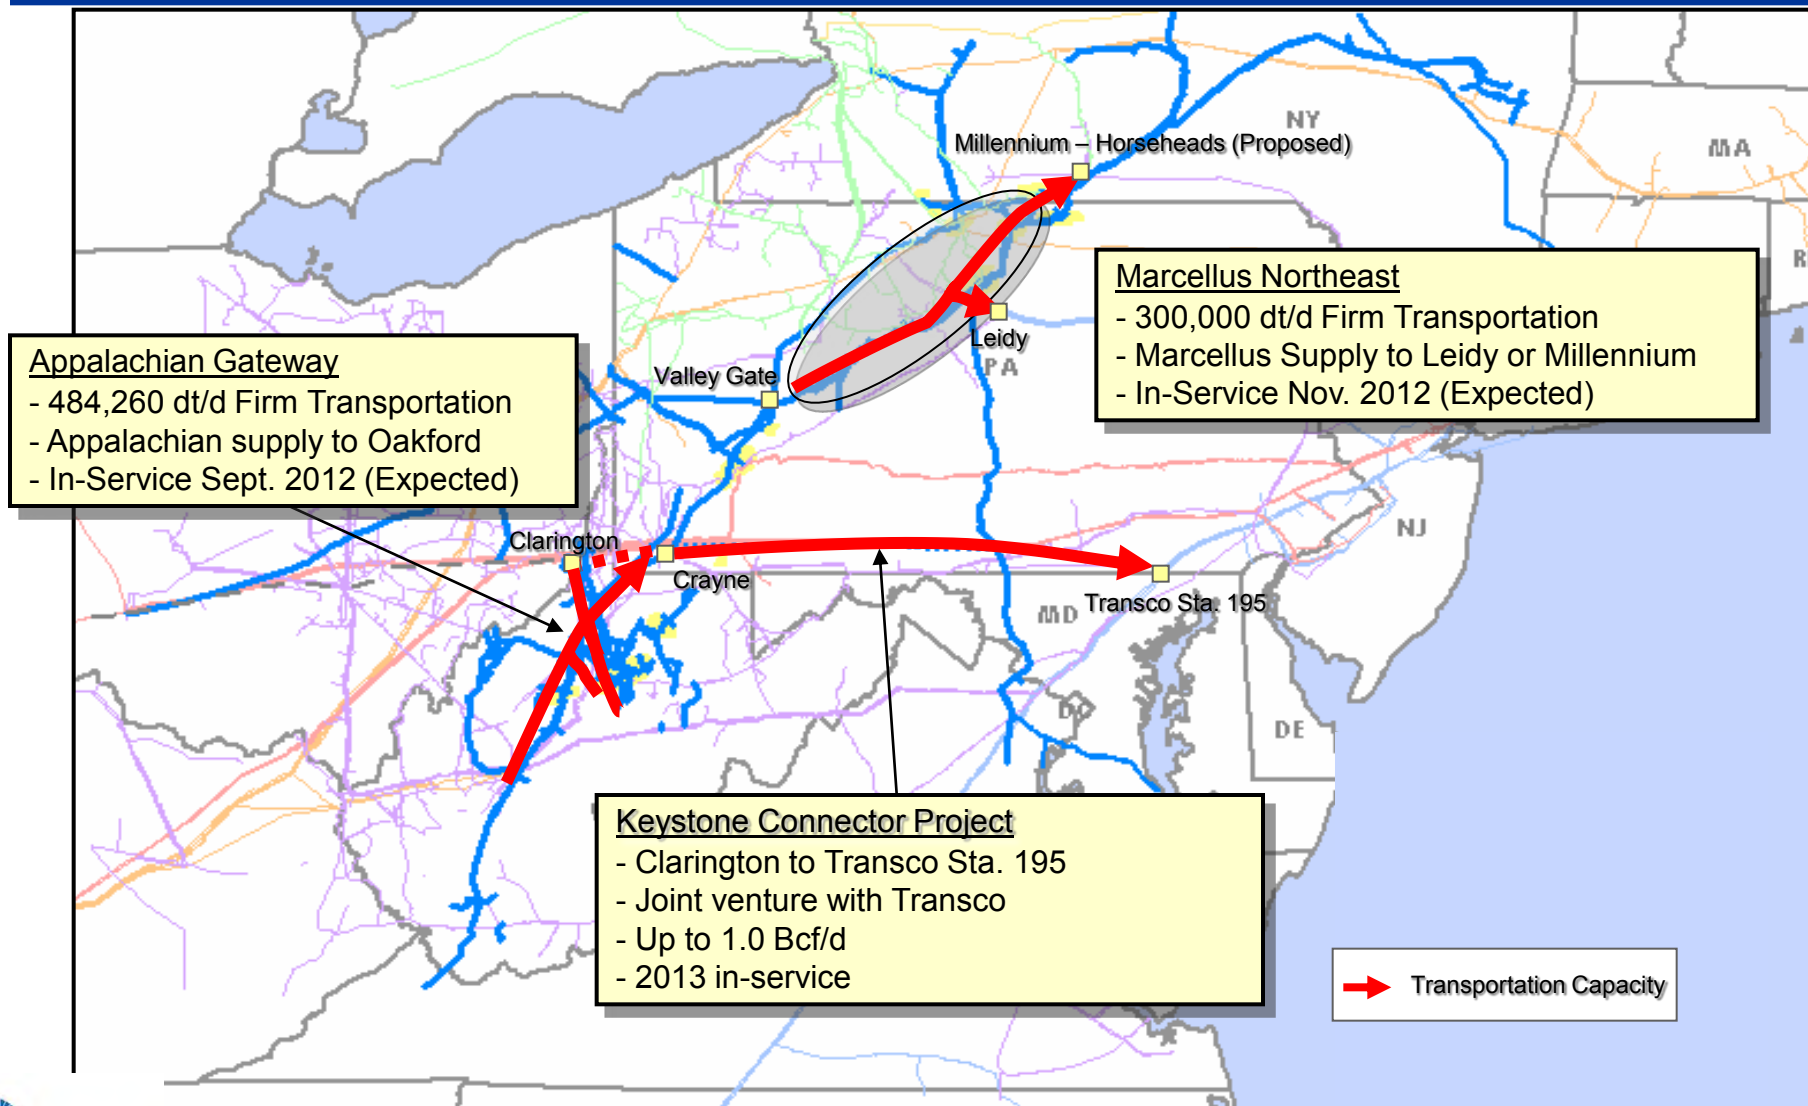 NY
MA
Millennium – Horseheads (Proposed)
R
Marcellus Northeast
- 300,000 dt/d Firm Transportation
- Marcellus Supply to Leidy or Millennium
- In-Service Nov. 2012 (Expected)
Leidy
PA
Valley Gate
Appalachian Gateway
- 484,260 dt/d Firm Transportation
- Appalachian supply to Oakford
- In-Service Sept. 2012 (Expected)
NJ
Clarington
Crayne
Transco Sta. 195
MD
DC
DE
Keystone Connector Project
- Clarington to Transco Sta. 195
- Joint venture with Transco
- Up to 1.0 Bcf/d
- 2013 in-service
Transportation Capacity